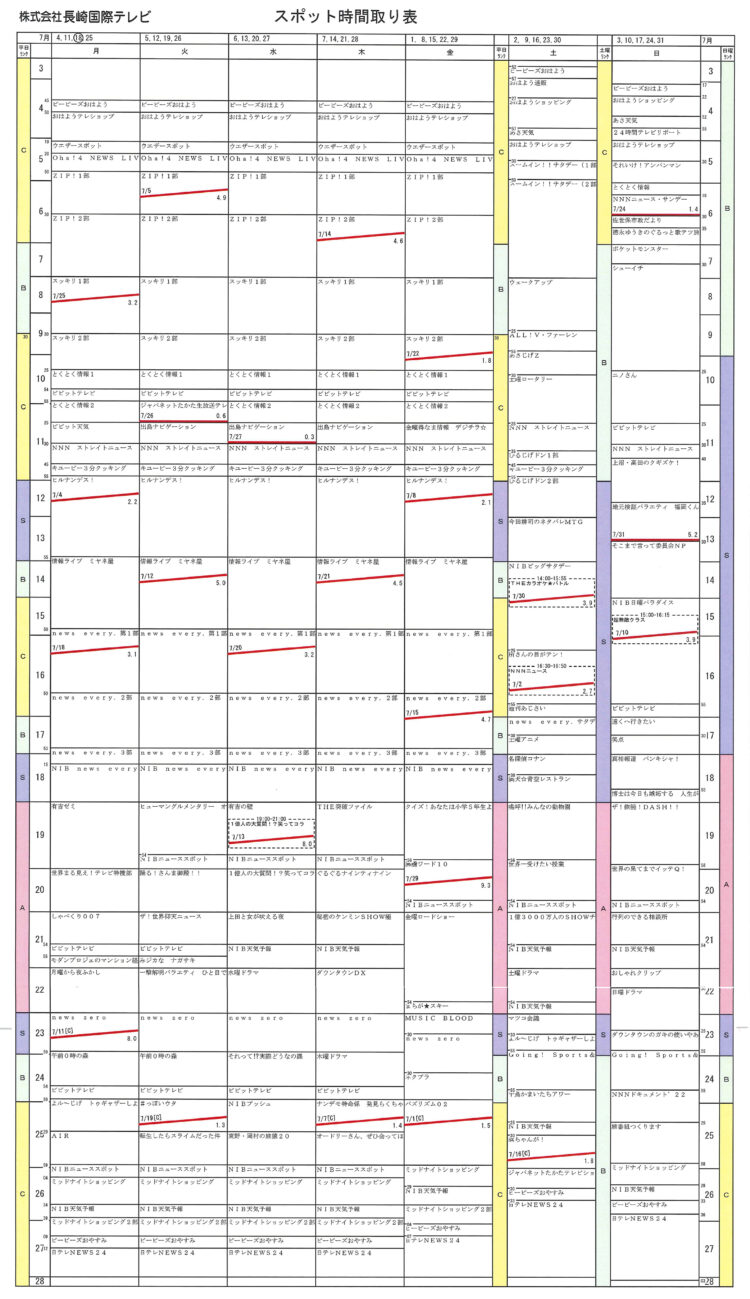 株式会社長崎国際テレビ
スポット時間取り表
7月 4, 11, 18 25 5, 12, 19, 26 6, 13, 20, 27 7, 14, 21, 28 1, 8, 15, 22, 29 平日ランク 2, 9, 16, 23, 30 土曜ランク 3, 10, 17, 24, 31 7月 日曜ランク
平日ランク 月 火 水 木 金 土 日
3
ビービーズおはよう
おはよう通販
ビービーズおはよう
4
ビービーズおはよう ビービーズおはよう ビービーズおはよう ビービーズおはよう ビービーズおはよう おはようショッピング おはようショッピング
おはようテレショップ おはようテレショップ おはようテレショップ おはようテレショップ おはようテレショップ
あさ天気
あさ天気 24時間テレビリポート
ウエザースポット ウエザースポット ウエザースポット ウエザースポット ウエザースポット おはようテレショップ おはようテレショップ
5
Oha!4 NEWS LIV Oha!4 NEWS LIV Oha!4 NEWS LIV Oha!4 NEWS LIV Oha!4 NEWS LIV
ズームイン!!サタデー(1部 それいけ!アンパンマン
ZIP!1部 ZIP!1部 ZIP!1部 ZIP!1部 ZIP!1部
ズームイン!!サタデー(2部 とくとく情報
7/5 4.9
NNNニュース・サンデー
6
7/24 1.4
ZIP!2部 ZIP!2部 ZIP!2部 ZIP!2部 ZIP!2部 佐世保市政だより
7/14 4.6
徳永ゆうきのぐるっと歌アツ旅
ポケットモンスター
7
シューイチ
スッキリ1部 スッキリ1部 スッキリ1部 スッキリ1部 スッキリ1部 ウェークアップ
8
7/25 3.2
9
スッキリ2部 スッキリ2部 スッキリ2部 スッキリ2部 スッキリ2部 ALL!V・ファーレン
7/22 1.8
あさじげZ
10
とくとく情報1 とくとく情報1 とくとく情報1 とくとく情報1 とくとく情報1 土曜ロータリー ニノさん
ビビットテレビ ビビットテレビ ビビットテレビ ビビットテレビ ビビットテレビ
とくとく情報2 ジャパネットたかた生放送テレ とくとく情報2 とくとく情報2 とくとく情報2
7/26 0.6
ビビット天気 出島ナビゲーション 出島ナビゲーション 出島ナビゲーション 金曜得なま情報 デジテラ☆ NNN ストレイトニュース ビビットテレビ
11
7/27 0.3
NNN ストレイトニュース NNN ストレイトニュース NNN ストレイトニュース NNN ストレイトニュース NNN ストレイトニュース ひるじげドン1部 NNN ストレイトニュース
キユーピー3分クッキング キユーピー3分クッキング キユーピー3分クッキング キユーピー3分クッキング キユーピー3分クッキング キユーピー3分クッキング 上沼・高田のクギズケ!
ヒルナンデス! ヒルナンデス! ヒルナンデス! ヒルナンデス! ヒルナンデス! ひるじげドン2部
12
7/4 2.2 7/8 2.1
地元検証バラエティ 福岡くん
今田耕司のネタバレMTG
7/31 5.2
13
そこまで言って委員会NP
情報ライブ ミヤネ屋 情報ライブ ミヤネ屋 情報ライブ ミヤネ屋 情報ライブ ミヤネ屋 情報ライブ ミヤネ屋 NIBビッグサタデー
14
7/12 5.0 7/21 4.5
14:00-15:55
THEカラオケ★バトル
7/30 3.9
NIB日曜パラダイス
15
15:00-16:15
超無敵クラス
7/10 3.9
news every.第1部 news every.第1部 news every.第1部 news every.第1部 news every.第1部
7/18 3.1 7/20 3.2
所さんの目がテン!
16
16:30-16:50
NNNニュース
7/2 2.7
news every.2部 news every.2部 news every.2部 news every.2部 news every.2部
週刊あじさい ビビットテレビ
7/15 4.7
17
news every.サタデ 遠くへ行きたい
土曜アニメ 笑点
news every.3部 news every.3部 news every.3部 news every.3部 news every.3部
名探偵コナン 真相報道 バンキシャ!
18
NIB news every NIB news every NIB news every NIB news every NIB news every
満天☆青空レストラン
博士は今日も嫉妬する 人生が
有吉ゼミ ヒューマングルメンタリー オ 有吉の壁 THE突破ファイル クイズ!あなたは小学5年生よ 嗚呼!!みんなの動物園 ザ!鉄腕!DASH!!
19
19:00-21:00
1億人の大質問!?笑ってコラ
7/13 8.0
NIBニューススポット NIBニューススポット NIBニューススポット
沸騰ワード10 世界一受けたい授業 世界の果てまでイッテQ!
世界まる見え!テレビ特捜部 踊る!さんま御殿!! 1億人の大質問!?笑ってコラ ぐるぐるナインティナイン
20
7/29 9.3
NIBニューススポット NIBニューススポット NIBニューススポット
しゃべくり007 ザ!世界仰天ニュース 上田と女が吠える夜 秘密のケンミンSHOW極 金曜ロードショー 1億3000万人のSHOWチ 行列のできる相談所
21
ビビットテレビ ビビットテレビ NIB天気予報 NIB天気予報 NIB天気予報 NIB天気予報
モダンプロジェのマンション経 みジカな ナガサキ
月曜から夜ふかし 一撃解明バラエティ ひと目で 水曜ドラマ ダウンタウンDX 土曜ドラマ おしゃれクリップ
22
日曜ドラマ
まちが★スキー NIB天気予報
news zero news zero news zero news zero MUSIC BLOOD マツコ会議
23
7/11[C] 8.0
news zero よル〜じげ トゥギャザーしよ ダウンタウンのガキの使いやあ
午前0時の森 午前0時の森 それって!?実際どうなの課 木曜ドラマ Going! Sports& Going! Sports&
24
ネクプラ
ビビットテレビ ビビットテレビ ビビットテレビ ビビットテレビ 千鳥かまいたちアワー NNNドキュメント’22
よル〜じげ トゥギャザーしよ #っぽいウタ NIBプッシュ ナンデモ特命係 発見らくちゃ バズリズム02
7/19[C] 1.3 7/7[C] 1.4 7/1[C] 1.5
NIB天気予報 録番組つくります
25
AIR 転生したらスライムだった件 東野・岡村の旅猿20 オードリーさん、ぜひ会ってほ 浜ちゃんが!
7/16[C] 1.8
NIBニューススポット NIBニューススポット NIBニューススポット NIBニューススポット ミッドナイトショッピング ジャパネットたかたテレビショ ミッドナイトショッピング
ミッドナイトショッピング ミッドナイトショッピング ミッドナイトショッピング ミッドナイトショッピング
26
NIB天気予報 ビービーズおやすみ NIB天気予報
NIB天気予報 NIB天気予報 NIB天気予報 NIB天気予報 ミッドナイトショッピング2部 日テレNEWS24 ビービーズおやすみ
ミッドナイトショッピング2部 ミッドナイトショッピング2部 ミッドナイトショッピング2部 ミッドナイトショッピング2部 ビービーズおやすみ 日テレNEWS24
ビービーズおやすみ ビービーズおやすみ ビービーズおやすみ ビービーズおやすみ 日テレNEWS24
27
日テレNEWS24 日テレNEWS24 日テレNEWS24 日テレNEWS24
28